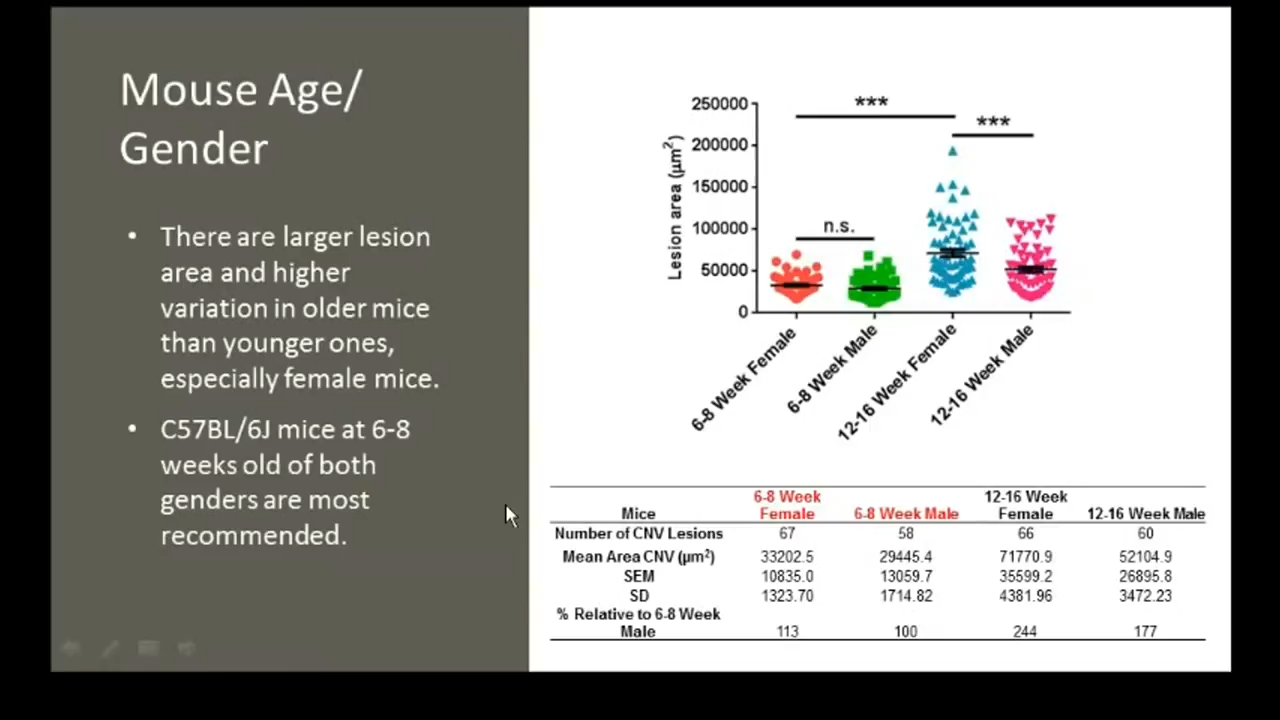 Mouse Age/
Gender
• There are larger lesion
area and higher
variation in older mice
than younger ones,
especially female mice.
• C57BL/6J mice at 6-8
weeks old of both
genders are most
recommended.
Lesion area (µm²)
250000
200000
150000
100000
50000
0
***
***
n.s.
6-8 Week Female
6-8 Week Male
12-16 Week Female
12-16 Week Male
Mice 6-8 Week Female 6-8 Week Male 12-16 Week Female 12-16 Week Male
Number of CNV Lesions 67 58 66 60
Mean Area CNV (µm²) 33202.5 29445.4 71770.9 52104.9
SEM 10835.0 13059.7 35599.2 26895.8
SD 1323.70 1714.82 4381.96 3472.23
% Relative to 6-8 Week
Male 113 100 244 177